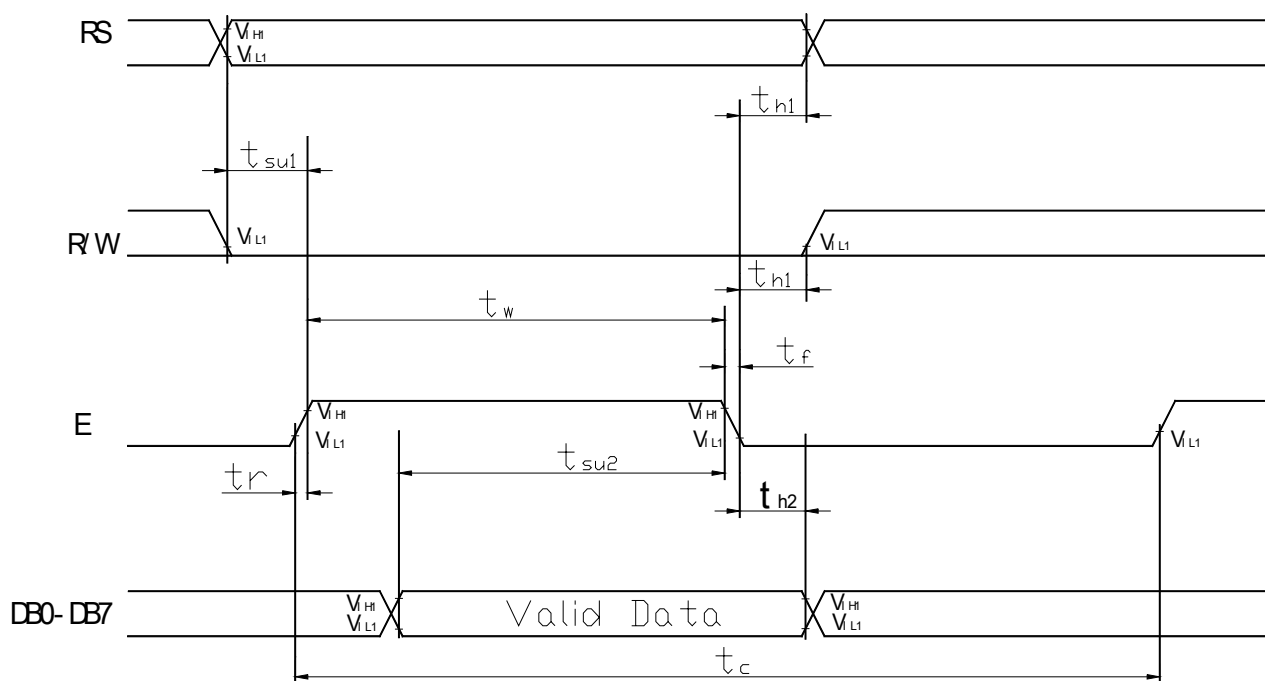 RS
VIH1
VIL1
th1
tsu1
R/W
VIL1
VIL1
th1
tw
tf
E
VIH1
VIL1
VIH1
VIL1
VIL1
tr
tsu2
th2
DB0-DB7
VIH1
VIL1
Valid Data
VIH1
VIL1
tc